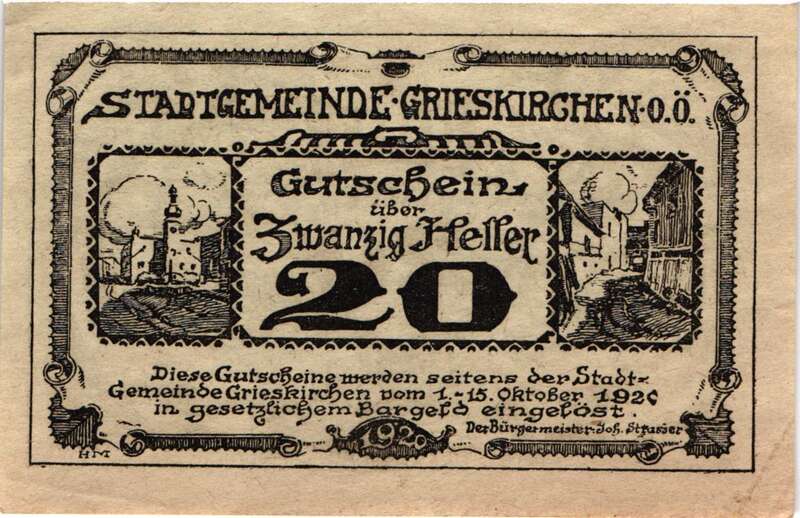 STADTGEMEINDE·GRIESKIRCHEN·O.Ö.
Gutschein
über
Zwanzig Heller
20
Diese Gutscheine werden seitens der Stadt-
Gemeinde Grieskirchen vom 1.-15. Oktober 1920
in gesetzlichem Bargeld eingelöst.
Der Bürgermeister: Joh. Strasser
1920
HM